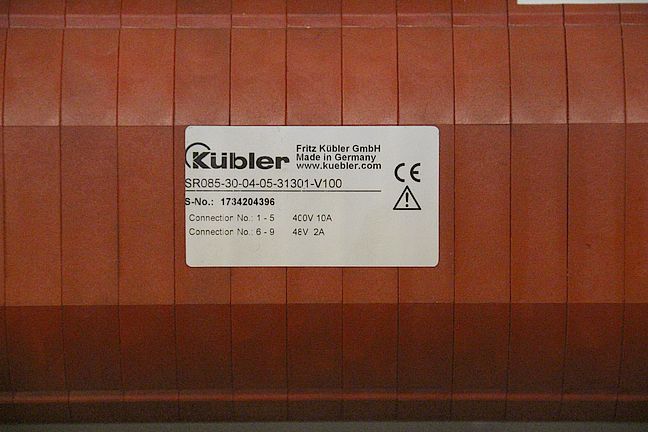 Kübler
Fritz Kübler GmbH
Made in Germany
www.kuebler.com
CE
SR085-30-04-05-31301-V100
S-No.: 1734204396
Connection No.: 1 - 5 400V 10A
Connection No.: 6 - 9 48V 2A